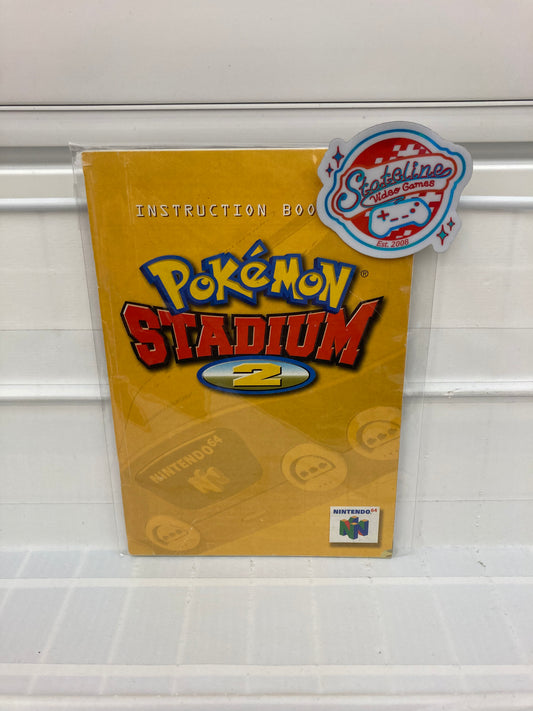 INSTRUCTION BOO
Stateline
Video Games
Est. 2008
POKéMON®
STADIUM
2
NINTENDO64
NINTENDO64